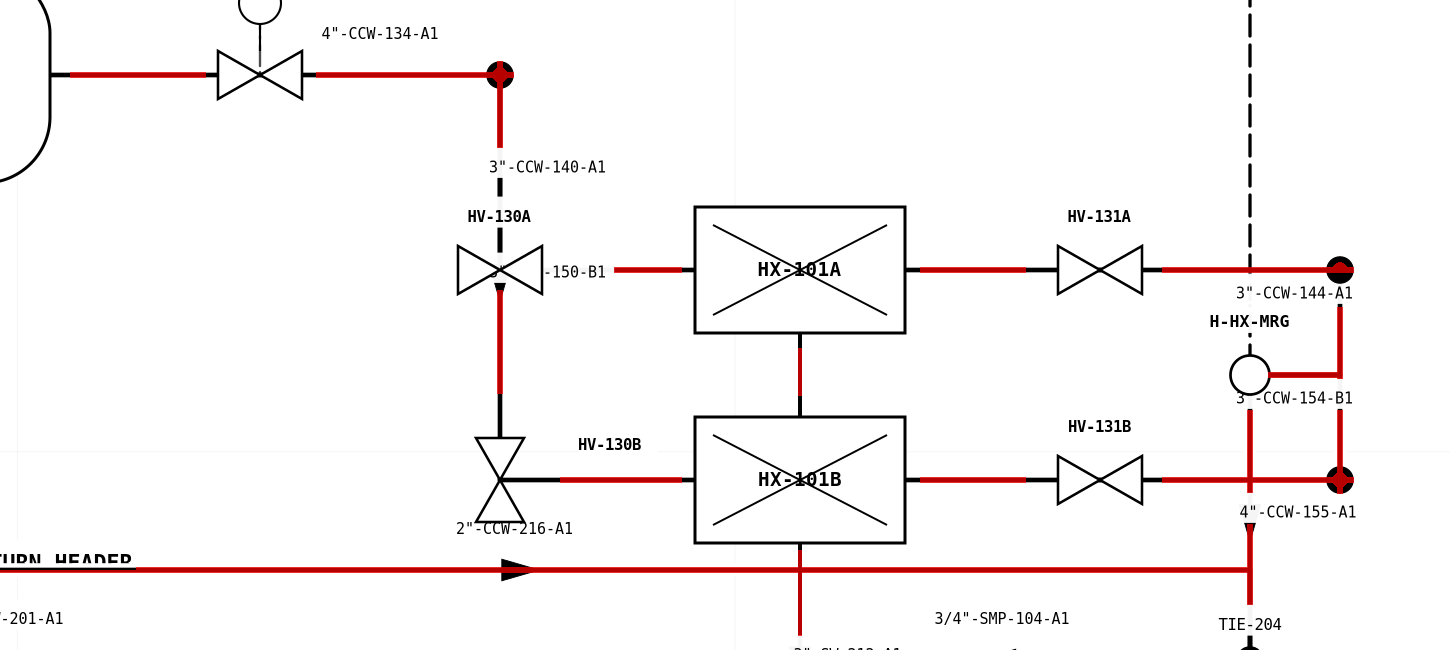 4"-CCW-134-A1
3"-CCW-140-A1
HV-130A
HV-131A
-150-B1
HX-101A
3"-CCW-144-A1
H-HX-MRG
-CCW-154-B1
HV-131B
HV-130B
HX-101B
4"-CCW-155-A1
2"-CCW-216-A1
TURN HEADER
-201-A1
3/4"-SMP-104-A1
TIE-204